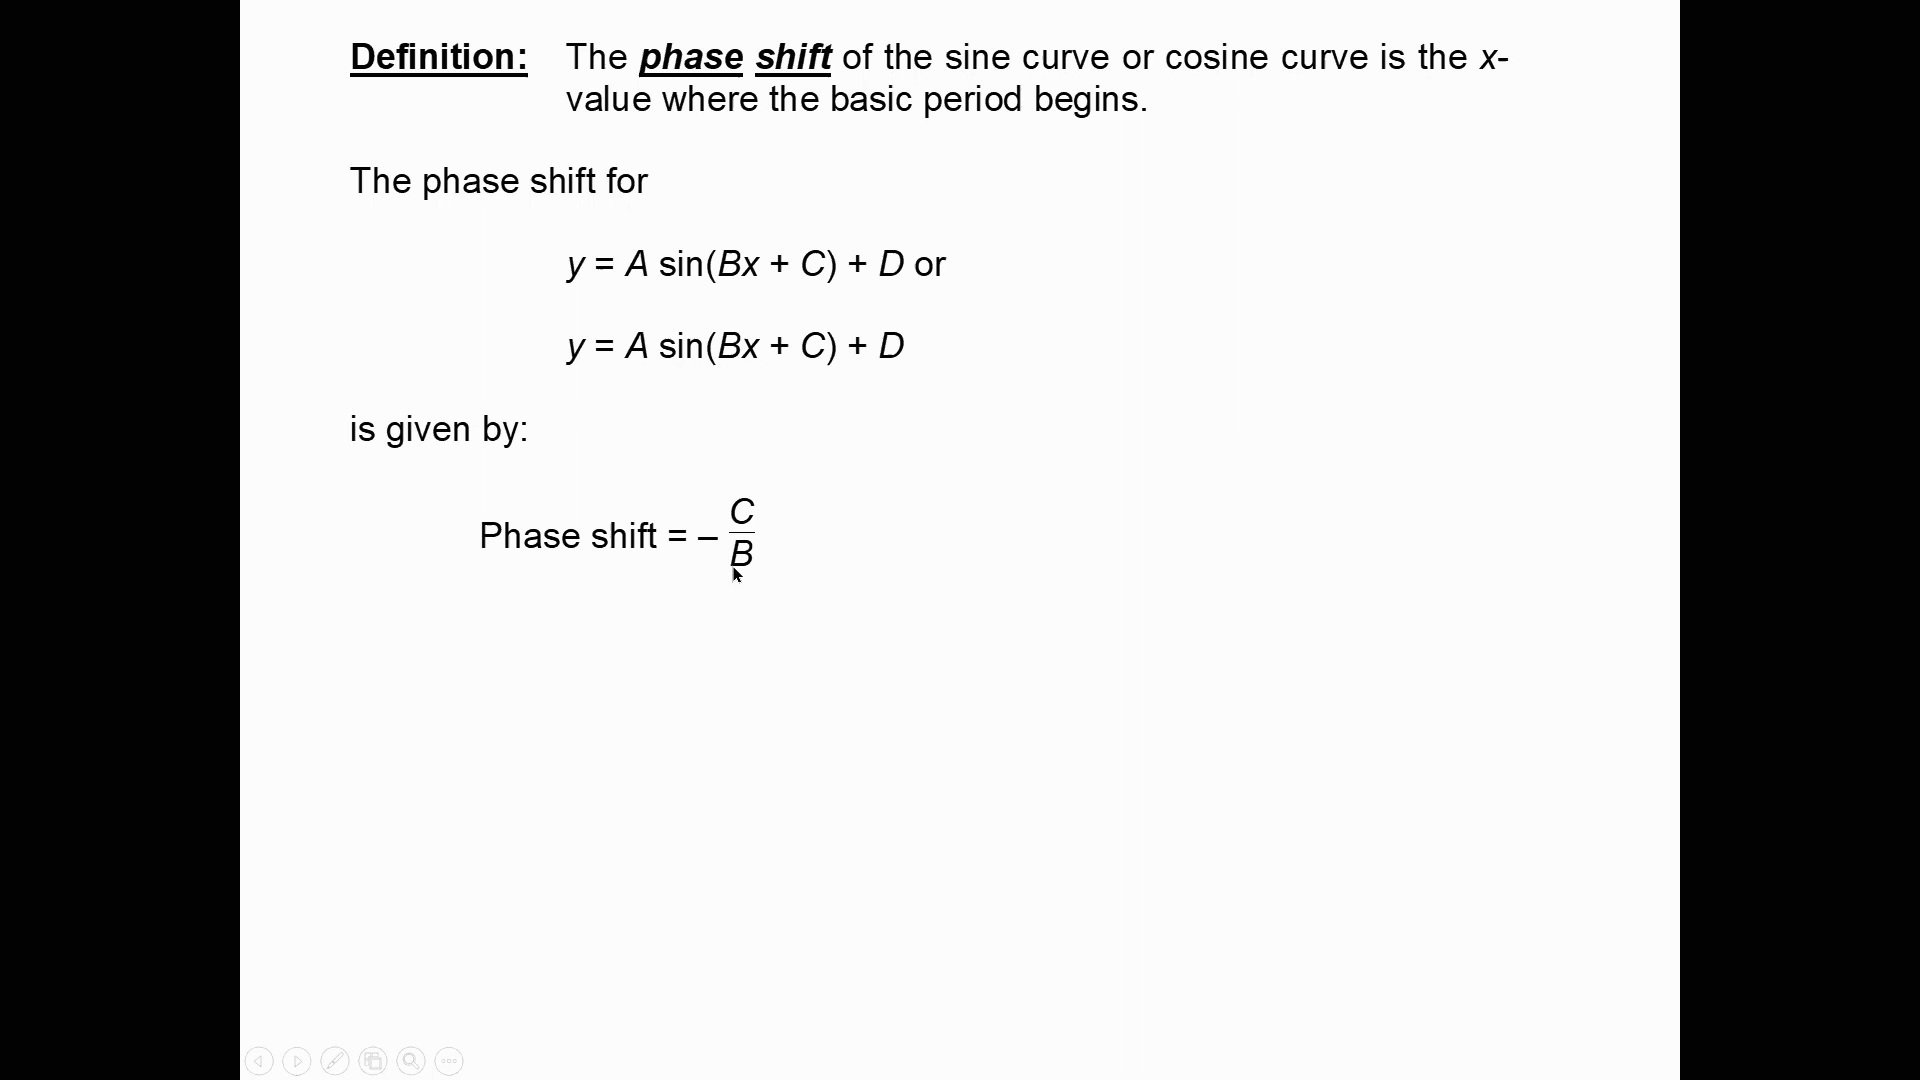 Definition: The phase shift of the sine curve or cosine curve is the x-
value where the basic period begins.
The phase shift for
y = A sin(Bx + C) + D or
y = A sin(Bx + C) + D
is given by:
Phase shift = – C/B